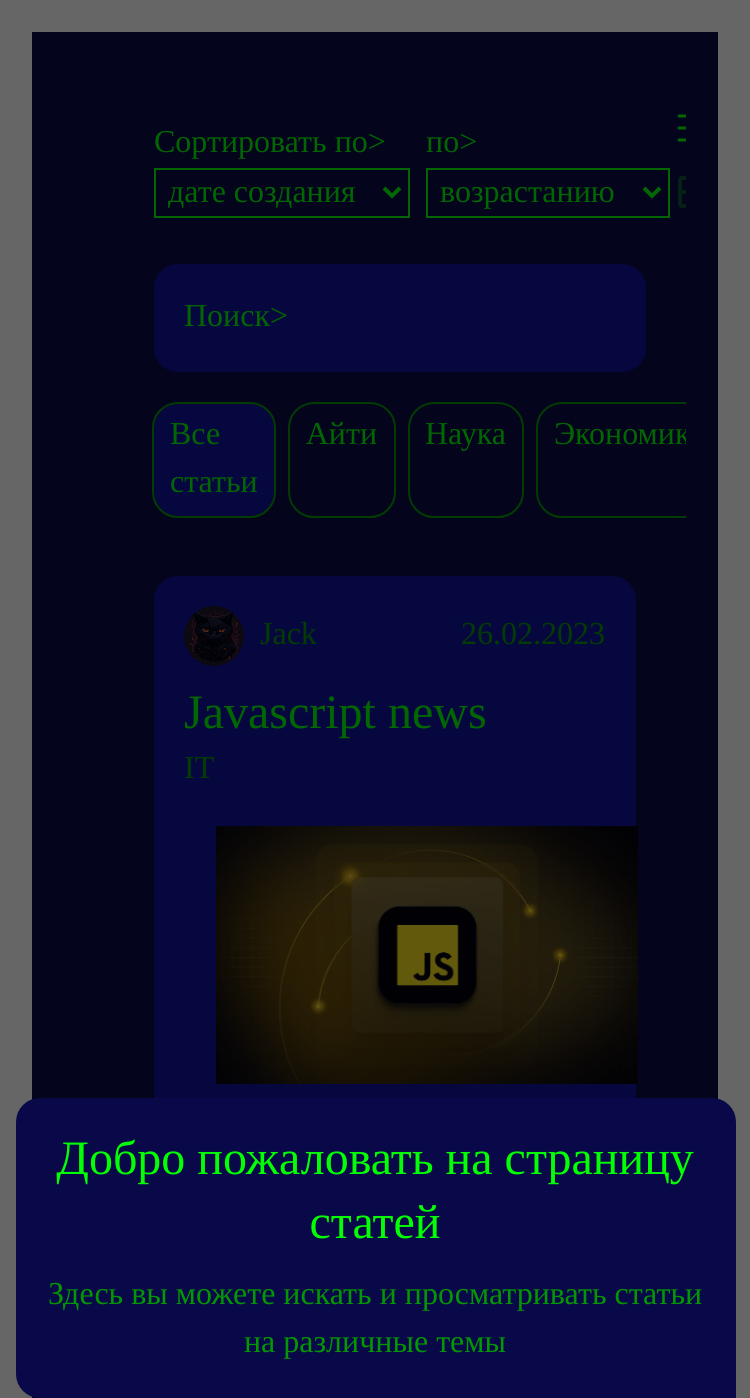 Сортировать по>
по>
дате создания
возрастанию
Поиск>
Все
статьи
Айти
Наука
Экономик
Jack
26.02.2023
Javascript news
IT
JS
Добро пожаловать на страницу
статей
Здесь вы можете искать и просматривать статьи
на различные темы